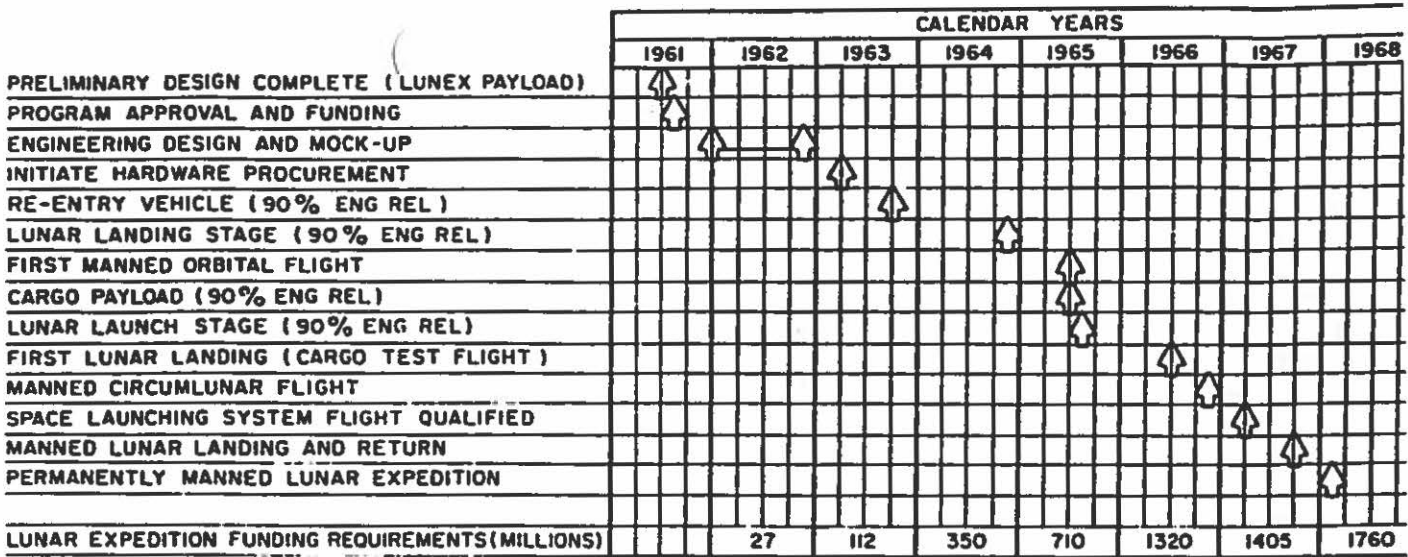 CALENDAR YEARS
1961 1962 1963 1964 1965 1966 1967 1968
PRELIMINARY DESIGN COMPLETE (LUNEX PAYLOAD)
PROGRAM APPROVAL AND FUNDING
ENGINEERING DESIGN AND MOCK-UP
INITIATE HARDWARE PROCUREMENT
RE-ENTRY VEHICLE (90% ENG REL)
LUNAR LANDING STAGE (90% ENG REL)
FIRST MANNED ORBITAL FLIGHT
CARGO PAYLOAD (90% ENG REL)
LUNAR LAUNCH STAGE (90% ENG REL)
FIRST LUNAR LANDING (CARGO TEST FLIGHT)
MANNED CIRCUMLUNAR FLIGHT
SPACE LAUNCHING SYSTEM FLIGHT QUALIFIED
MANNED LUNAR LANDING AND RETURN
PERMANENTLY MANNED LUNAR EXPEDITION
LUNAR EXPEDITION FUNDING REQUIREMENTS (MILLIONS) 27 112 350 710 1320 1405 1760